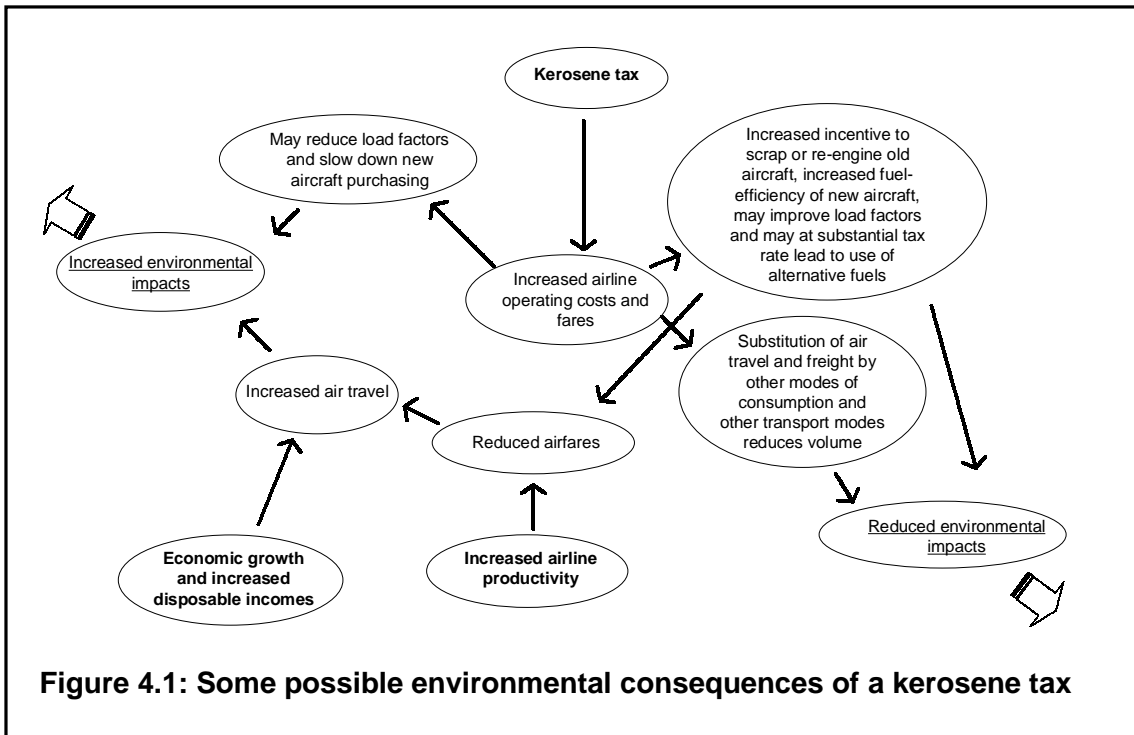 Kerosene tax
May reduce load factors
and slow down new
aircraft purchasing
Increased incentive to
scrap or re-engine old
aircraft, increased fuel-
efficiency of new aircraft,
may improve load factors
and may at substantial tax
rate lead to use of
alternative fuels
Increased environmental
impacts
Increased airline
operating costs and
fares
Substitution of air
travel and freight by
other modes of
consumption and
other transport modes
reduces volume
Increased air travel
Reduced airfares
Reduced environmental
impacts
Economic growth
and increased
disposable incomes
Increased airline
productivity
Figure 4.1: Some possible environmental consequences of a kerosene tax